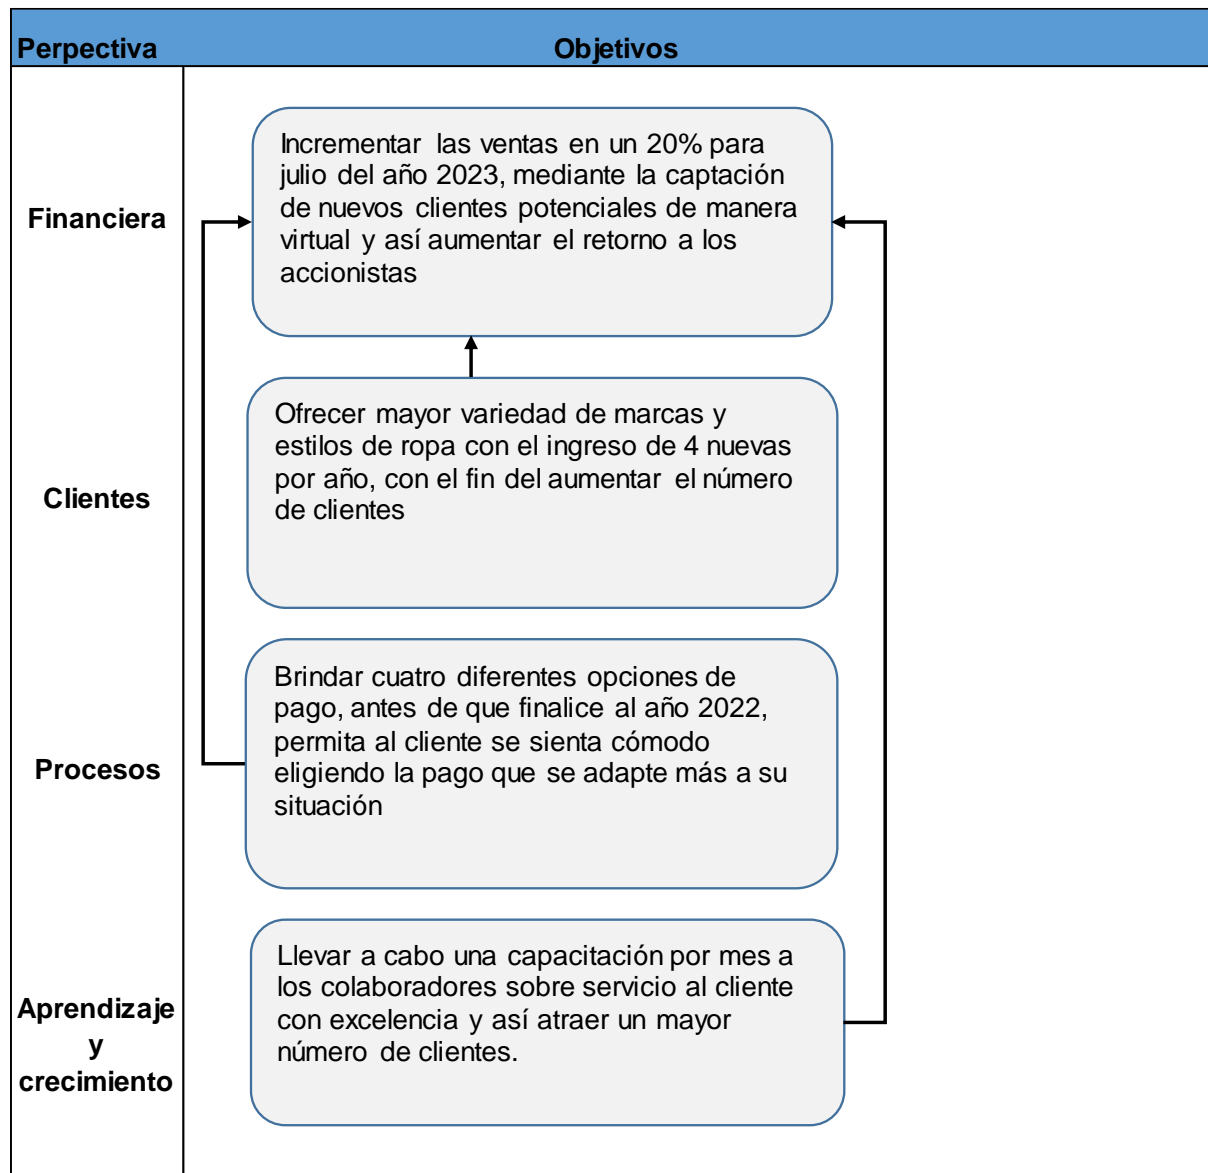 Perpectiva Objetivos
Financiera
Incrementar las ventas en un 20% para
julio del año 2023, mediante la captación
de nuevos clientes potenciales de manera
virtual y así aumentar el retorno a los
accionistas
Clientes
Ofrecer mayor variedad de marcas y
estilos de ropa con el ingreso de 4 nuevas
por año, con el fin del aumentar el número
de clientes
Procesos
Brindar cuatro diferentes opciones de
pago, antes de que finalice al año 2022,
permita al cliente se sienta cómodo
eligiendo la pago que se adapte más a su
situación
Aprendizaje
y
crecimiento
Llevar a cabo una capacitación por mes a
los colaboradores sobre servicio al cliente
con excelencia y así atraer un mayor
número de clientes.